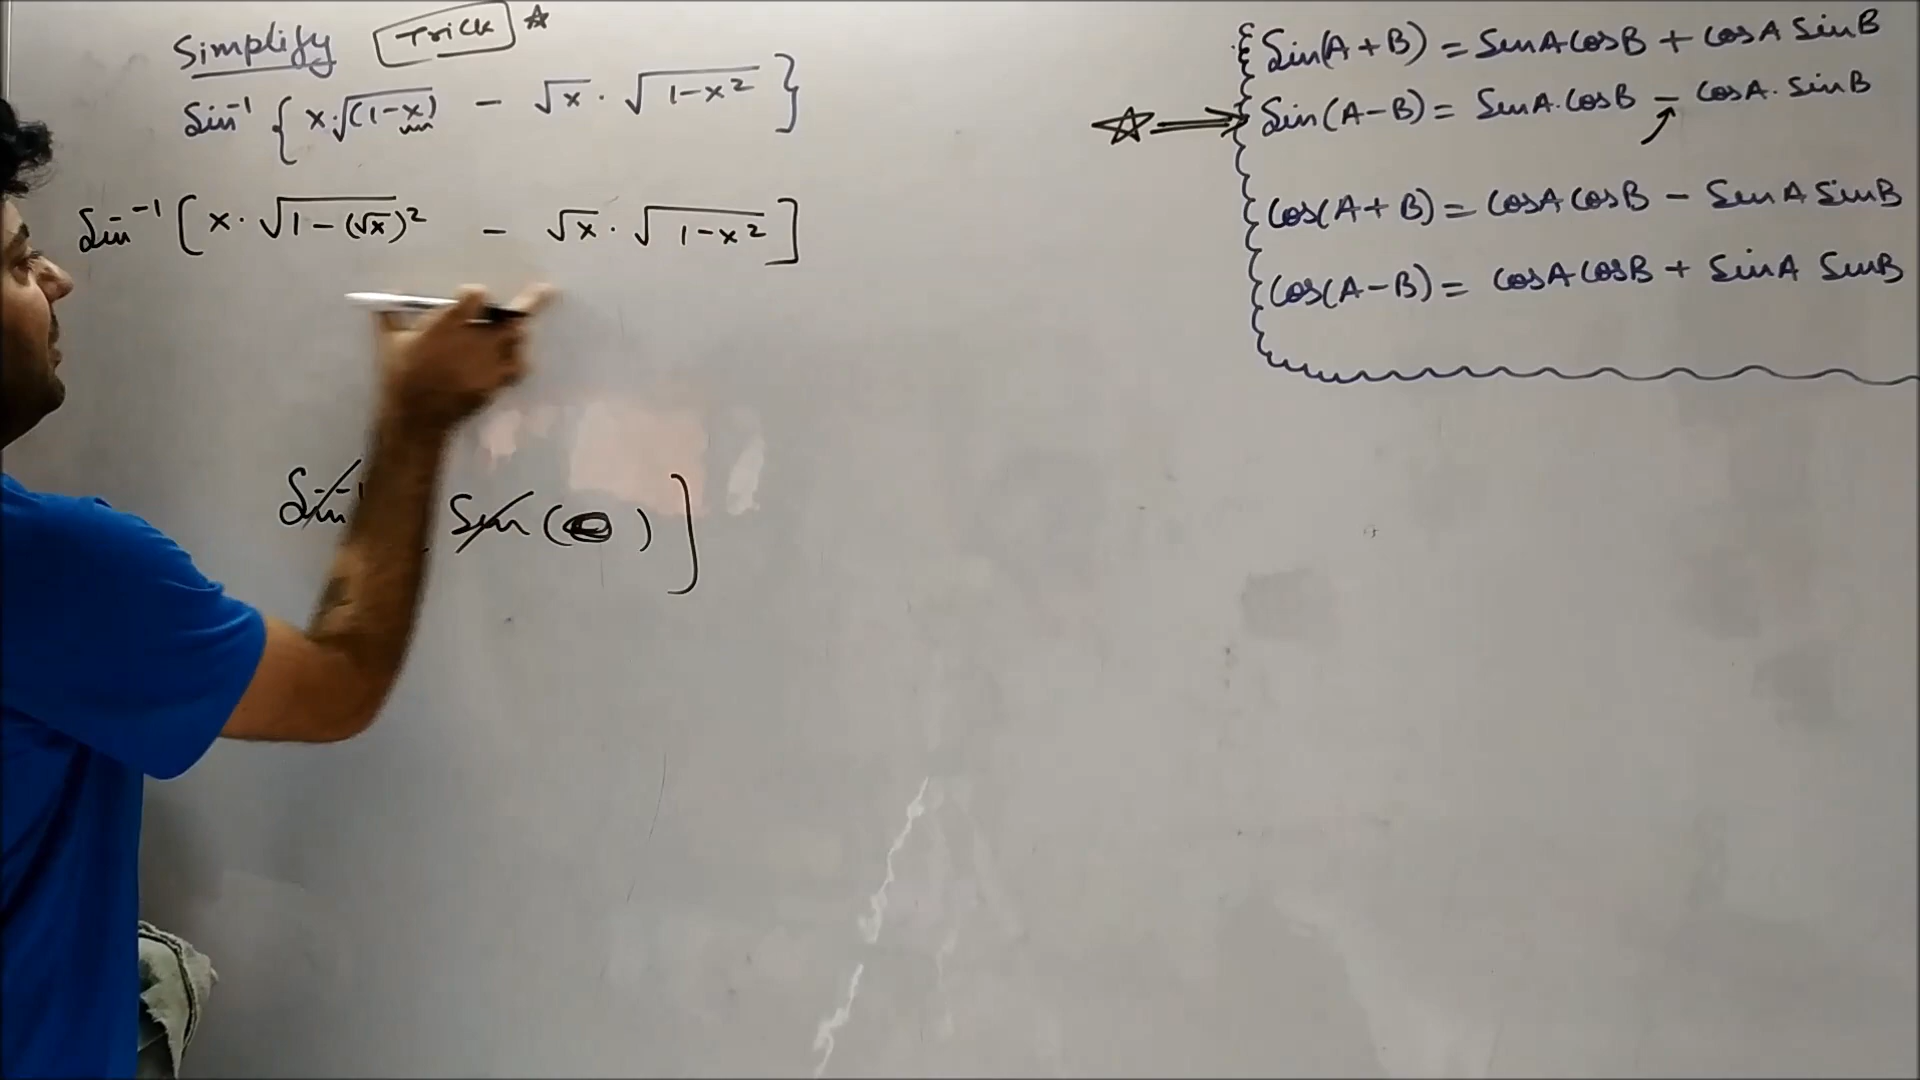 Simplify Trick ☆
Sin⁻¹ { x·√(1-x) - √x · √1-x² }
Sin⁻¹ [ x · √1-(√x)² - √x · √1-x² ]
Sin⁻¹ Sin ( )]
Sin(A+B) = SinA CosB + CosA SinB
☆ ⇒ Sin(A-B) = SinA. CosB - CosA. SinB
Cos(A+B) = CosA CosB - SinA SinB
Cos(A-B) = CosA CosB + SinA SinB